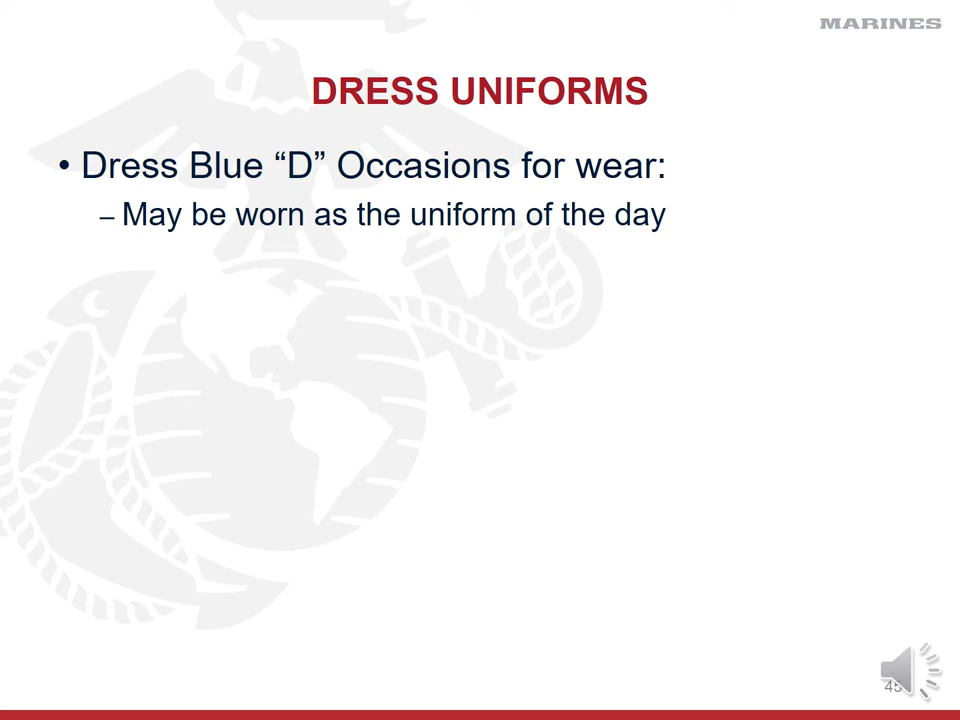 MARINES
DRESS UNIFORMS
• Dress Blue “D” Occasions for wear:
– May be worn as the uniform of the day